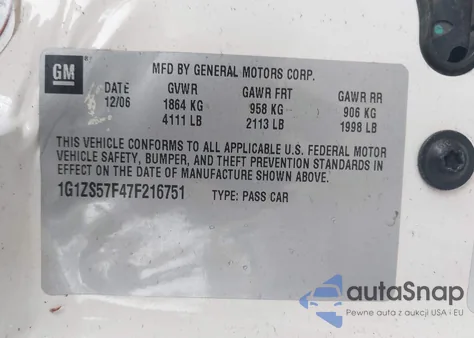 GM
MFD BY GENERAL MOTORS CORP.
DATE GVWR GAWR FRT GAWR RR
12/06 1864 KG 958 KG 906 KG
4111 LB 2113 LB 1998 LB
THIS VEHICLE CONFORMS TO ALL APPLICABLE U.S. FEDERAL MOTOR
VEHICLE SAFETY, BUMPER, AND THEFT PREVENTION STANDARDS IN
EFFECT ON THE DATE OF MANUFACTURE SHOWN ABOVE.
1G1ZS57F47F216751 TYPE: PASS CAR
autoSnap
Pewne auta z aukcji USA i EU